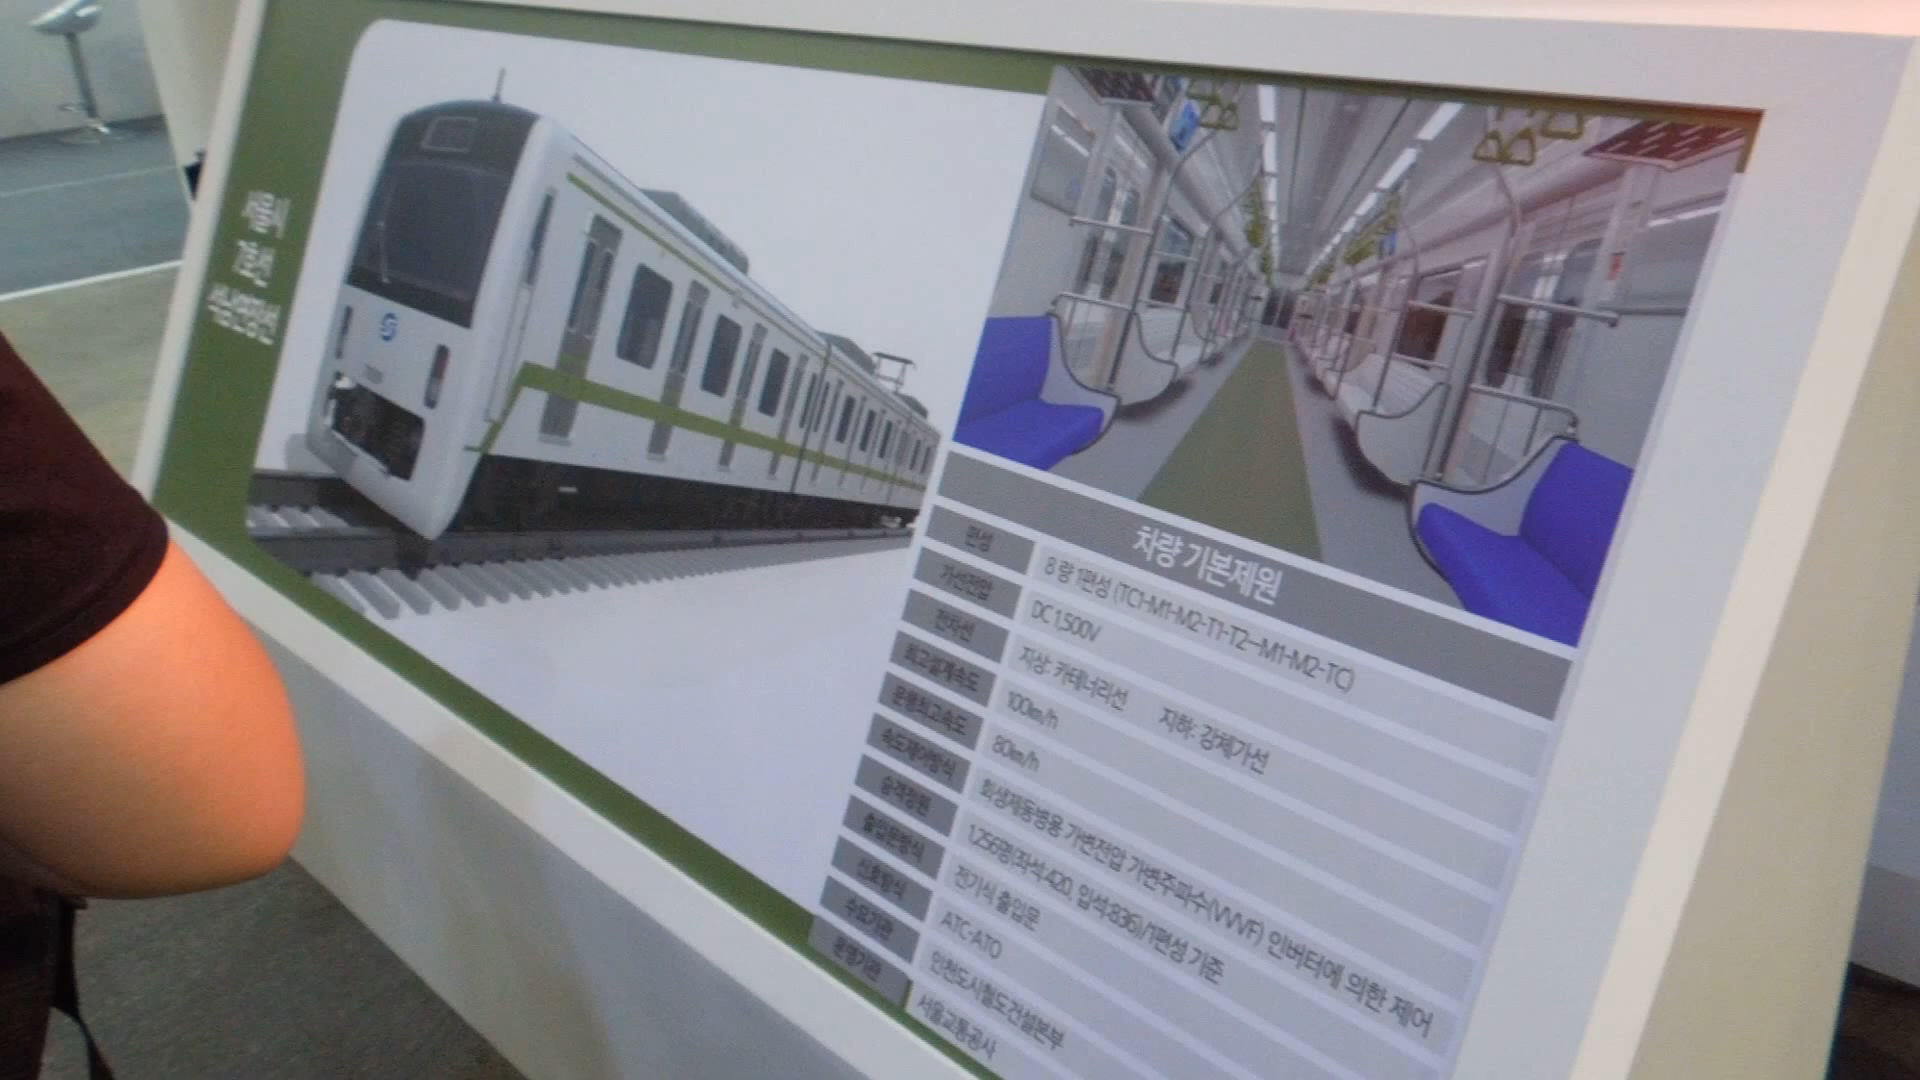 서울시
7호선
석남연장선
차량 기본제원
편성 8 량 1편성 (TC1-M1-M2-T1-T2--M1-M2-TC)
가선전압 DC 1,500V
전차선 지상: 카테너리선 지하: 강체가선
최고설계속도 100km/h
운행최고속도 80km/h
속도제어방식 회생제동병용 가변전압 가변주파수(VVVF) 인버터에 의한 제어
승객정원 1,256명(좌석:420, 입석:836)/1편성 기준
출입문방식 전기식 출입문
신호방식 ATC-ATO
수요기관 인천도시철도건설본부
운영기관 서울교통공사